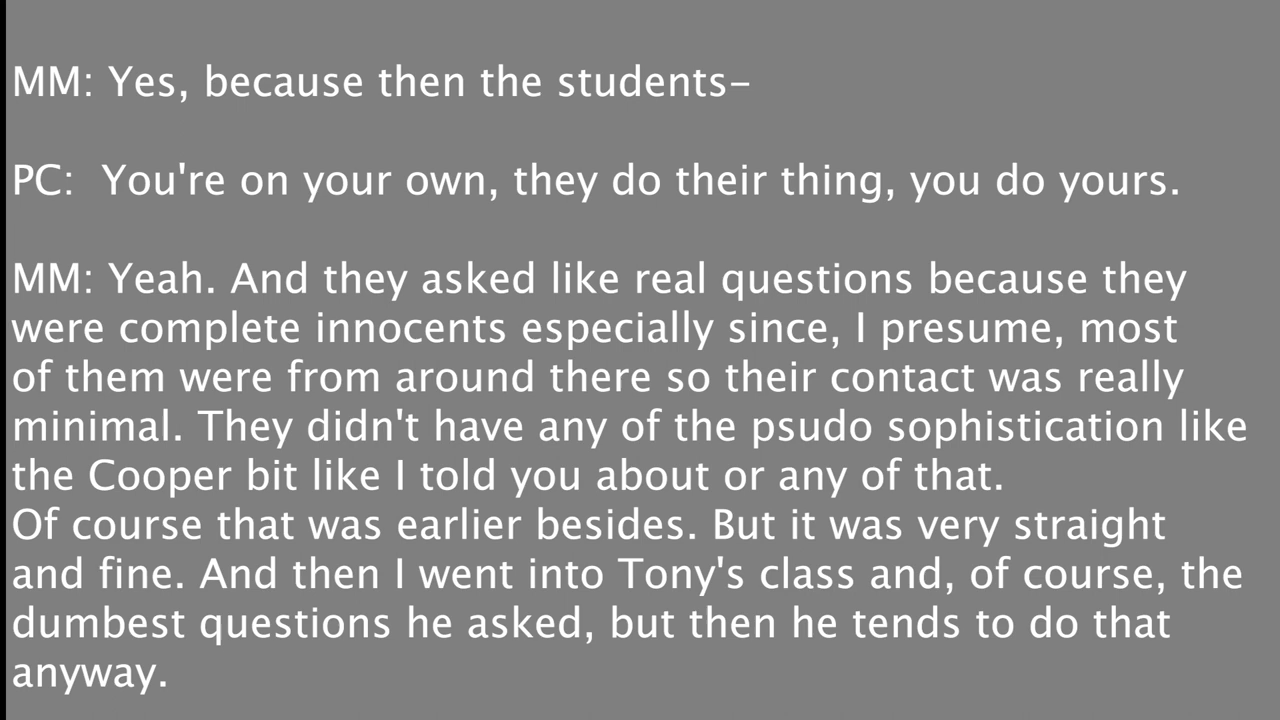 MM: Yes, because then the students–
PC:  You're on your own, they do their thing, you do yours.
MM: Yeah. And they asked like real questions because they
were complete innocents especially since, I presume, most
of them were from around there so their contact was really
minimal. They didn't have any of the psudo sophistication like
the Cooper bit like I told you about or any of that.
Of course that was earlier besides. But it was very straight
and fine. And then I went into Tony's class and, of course, the
dumbest questions he asked, but then he tends to do that
anyway.